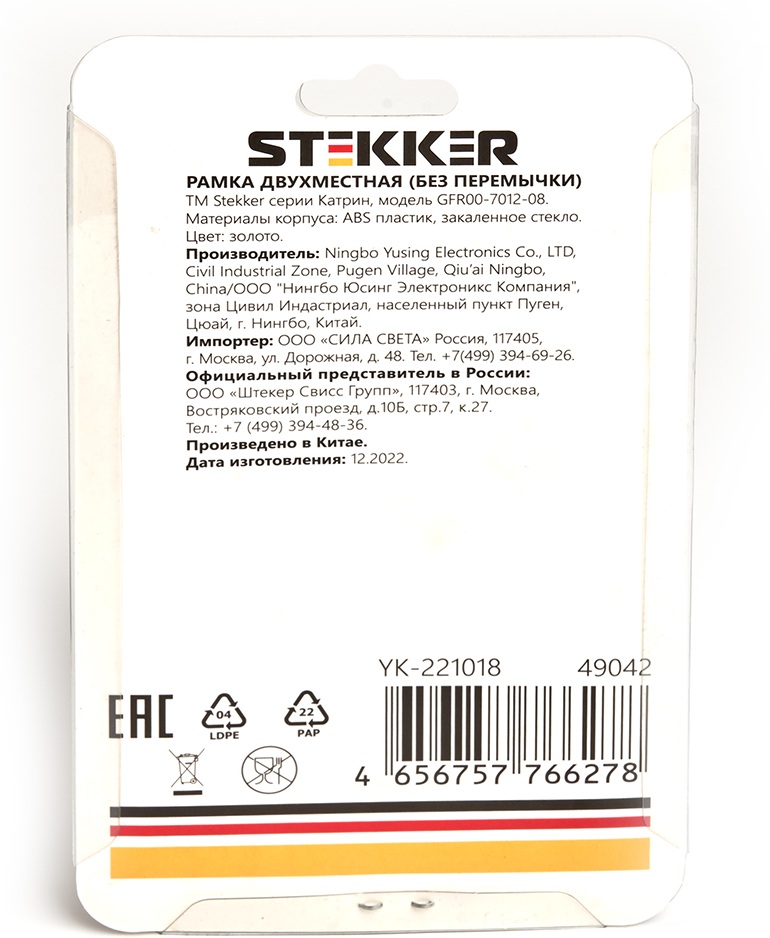 STEKKER
РАМКА ДВУХМЕСТНАЯ (БЕЗ ПЕРЕМЫЧКИ)
ТМ Stekker серии Катрин, модель GFR00-7012-08.
Материалы корпуса: ABS пластик, закаленное стекло.
Цвет: золото.
Производитель: Ningbo Yusing Electronics Co., LTD,
Civil Industrial Zone, Pugen Village, Qiu'ai Ningbo,
China/ООО "Нингбо Юсинг Электроникс Компания",
зона Цивил Индастриал, населенный пункт Пуген,
Цюай, г. Нингбо, Китай.
Импортер: ООО «СИЛА СВЕТА» Россия, 117405,
г. Москва, ул. Дорожная, д. 48. Тел. +7(499) 394-69-26.
Официальный представитель в России:
ООО «Штекер Свисс Групп», 117403, г. Москва,
Востряковский проезд, д.10Б, стр.7, к.27.
Тел.: +7 (499) 394-48-36.
Произведено в Китае.
Дата изготовления: 12.2022.
YK-221018 49042
EAC
04
LDPE
22
PAP
4 656757 766278